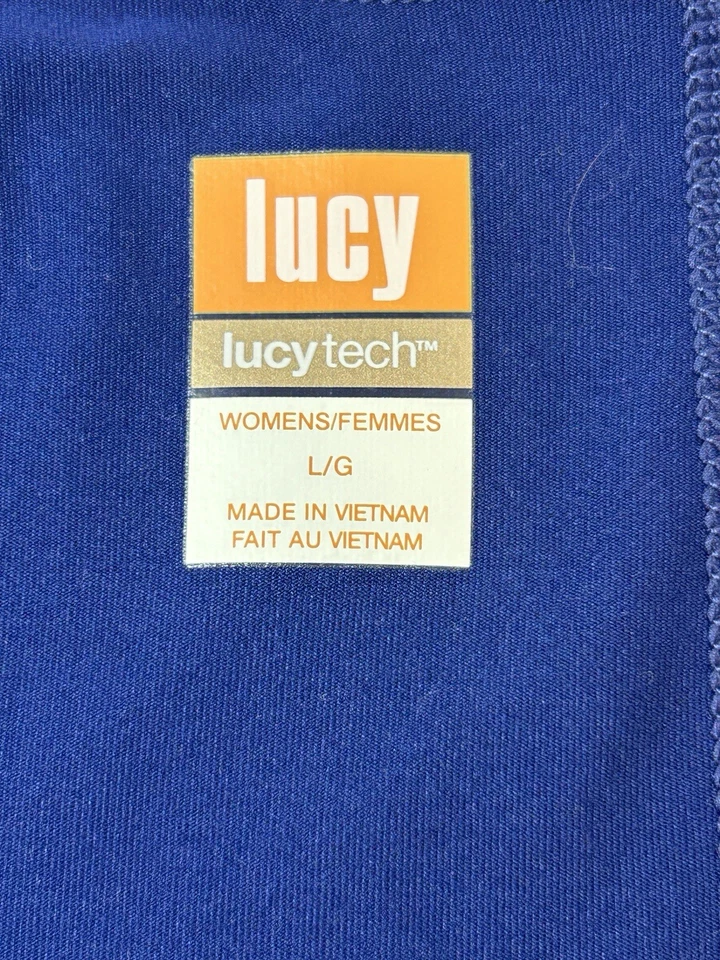 lucy
lucytech™
WOMENS/FEMMES
L/G
MADE IN VIETNAM
FAIT AU VIETNAM